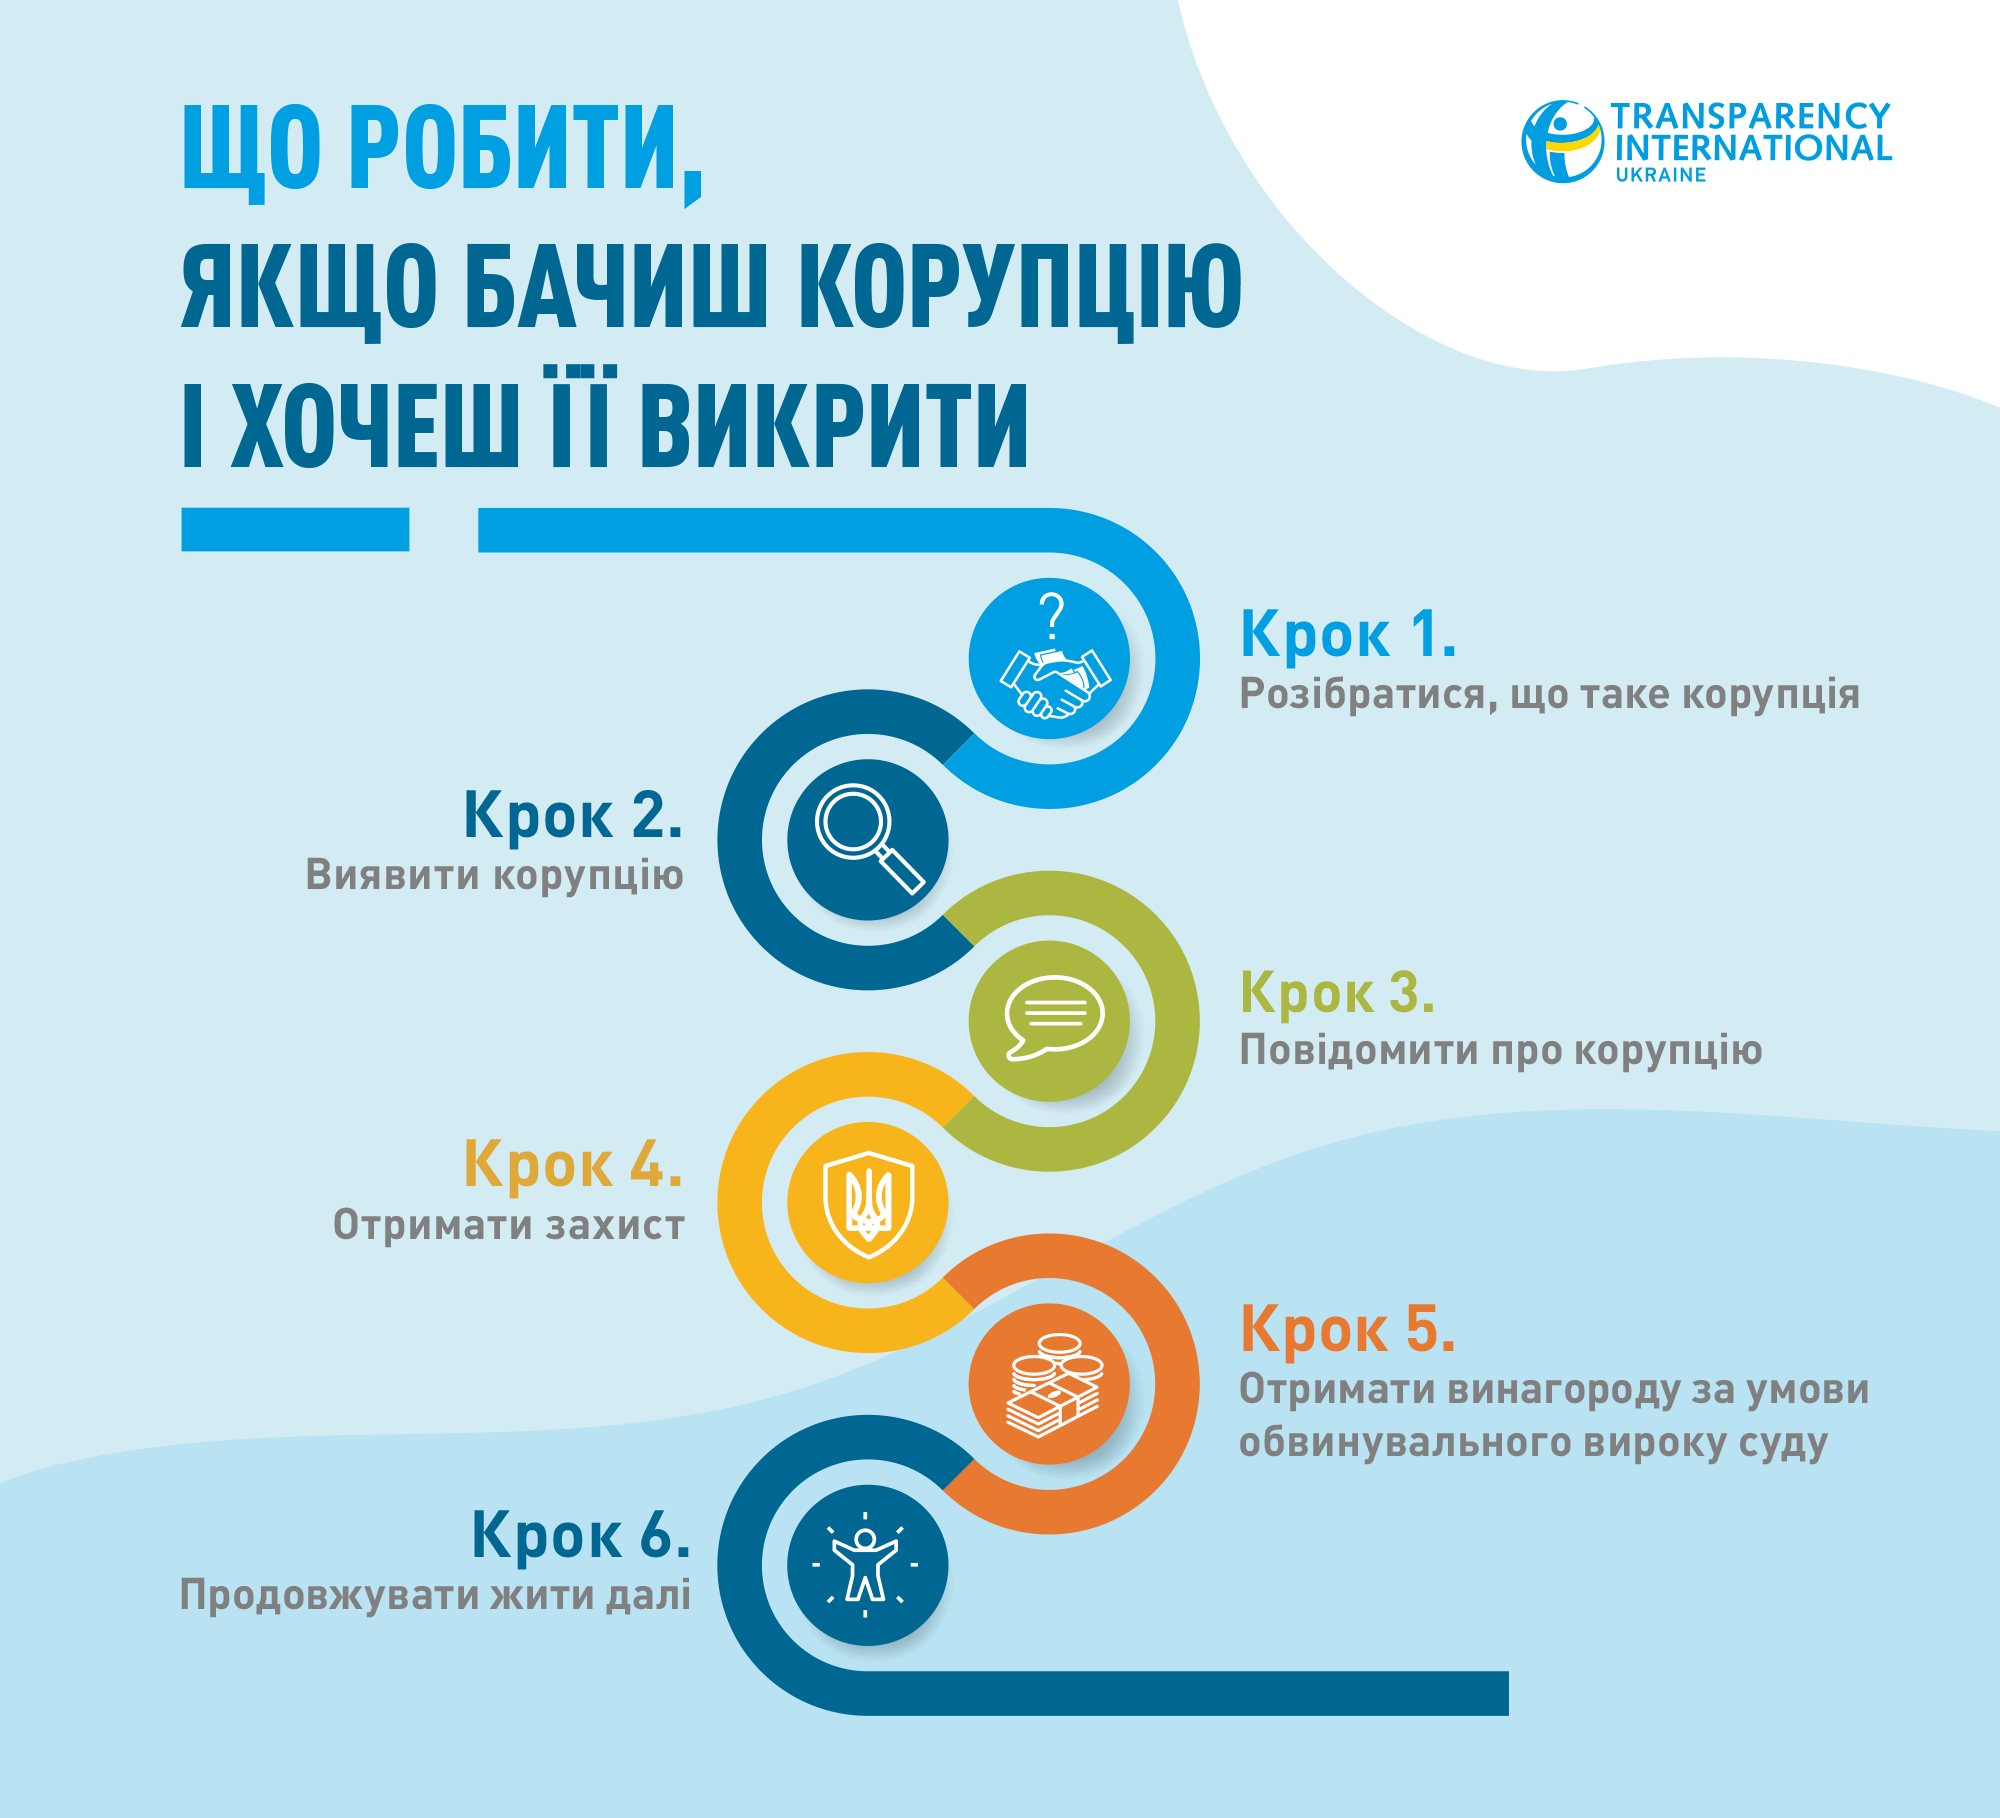 ЩО РОБИТИ,
ЯКЩО БАЧИШ КОРУПЦІЮ
І ХОЧЕШ ЇЇ ВИКРИТИ
TRANSPARENCY
INTERNATIONAL
UKRAINE
?
Крок 1.
Розібратися, що таке корупція
Крок 2.
Виявити корупцію
Крок 3.
Повідомити про корупцію
Крок 4.
Отримати захист
Крок 5.
Отримати винагороду за умови
обвинувального вироку суду
Крок 6.
Продовжувати жити далі